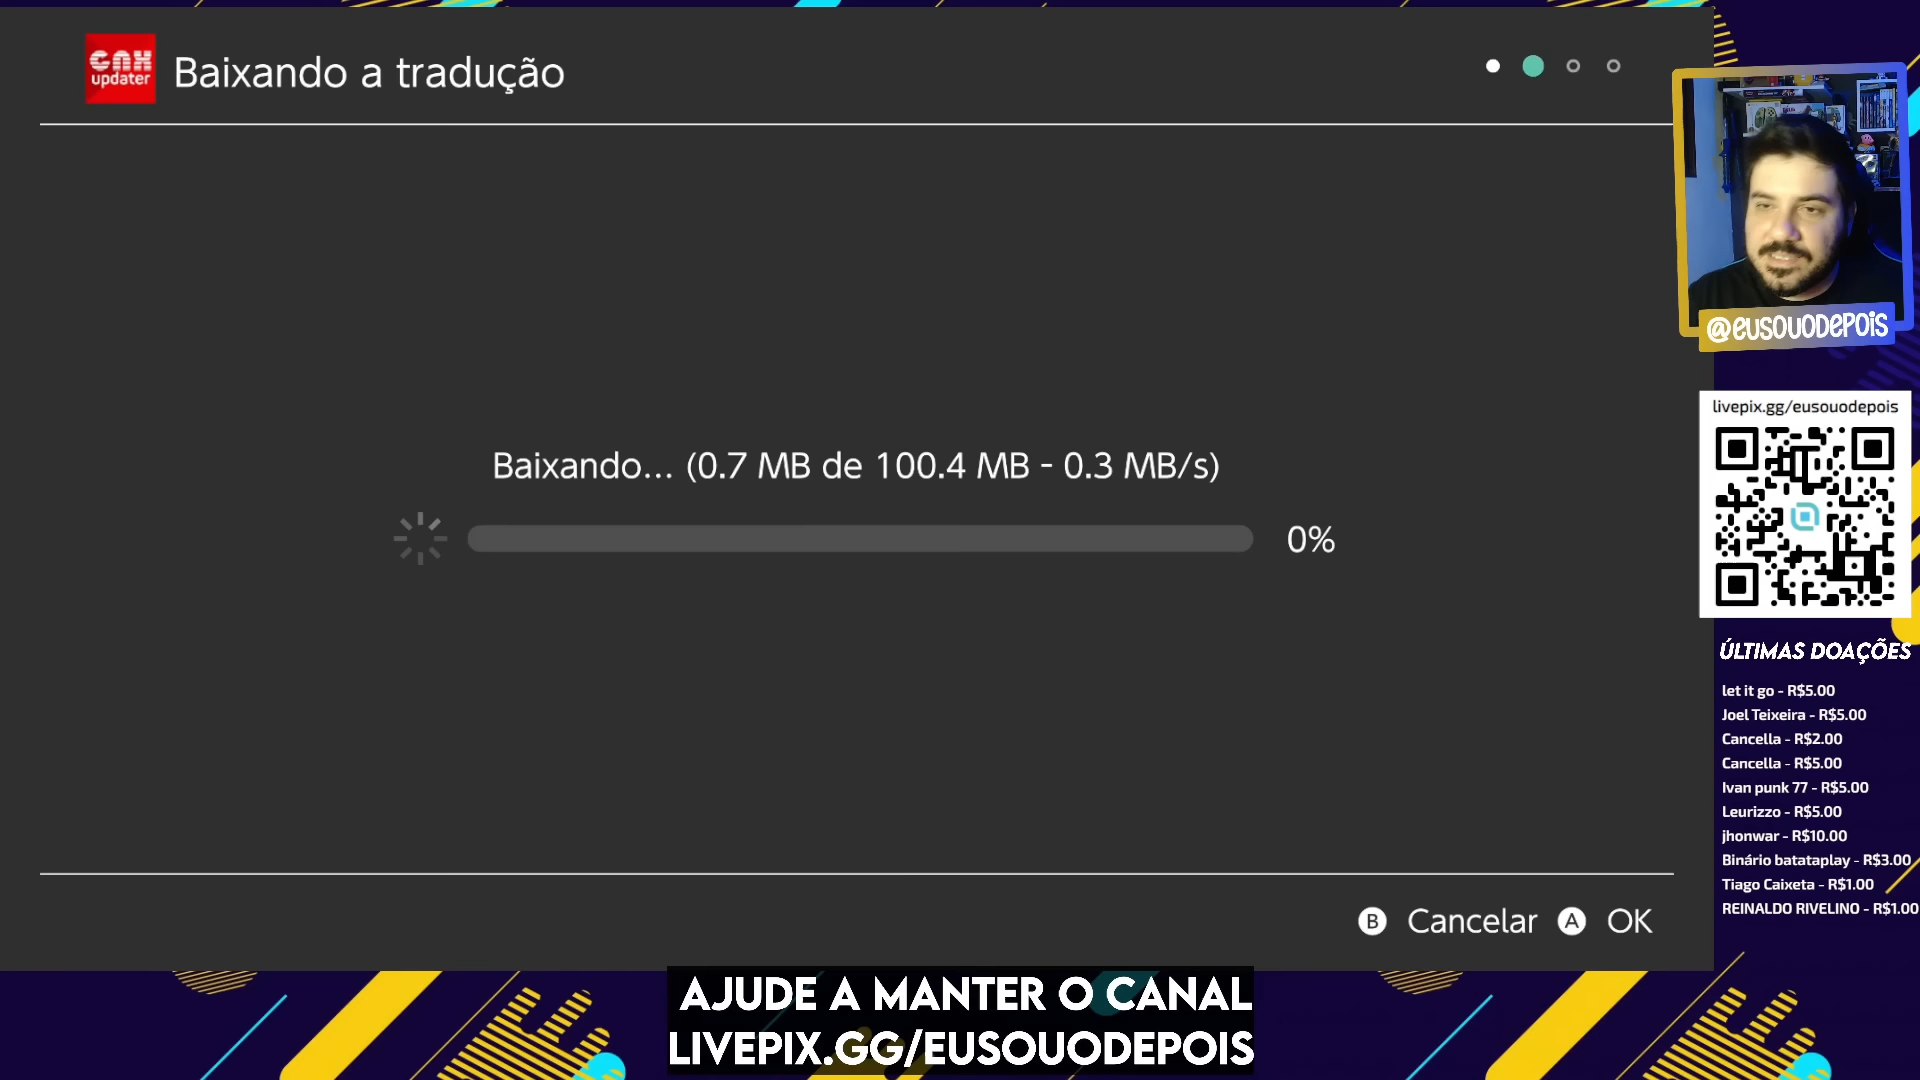 CNX
updater
Baixando a tradução
Baixando... (0.7 MB de 100.4 MB - 0.3 MB/s)
0%
B Cancelar A OK
@eusouodepois
livepix.gg/eusouodepois
ÚLTIMAS DOAÇÕES
let it go - R$5.00
Joel Teixeira - R$5.00
Cancella - R$2.00
Cancella - R$5.00
Ivan punk 77 - R$5.00
Leurizzo - R$5.00
jhonwar - R$10.00
Binário batataplay - R$3.00
Tiago Caixeta - R$1.00
REINALDO RIVELINO - R$1.00
AJUDE A MANTER O CANAL
LIVEPIX.GG/EUSOUODEPOIS